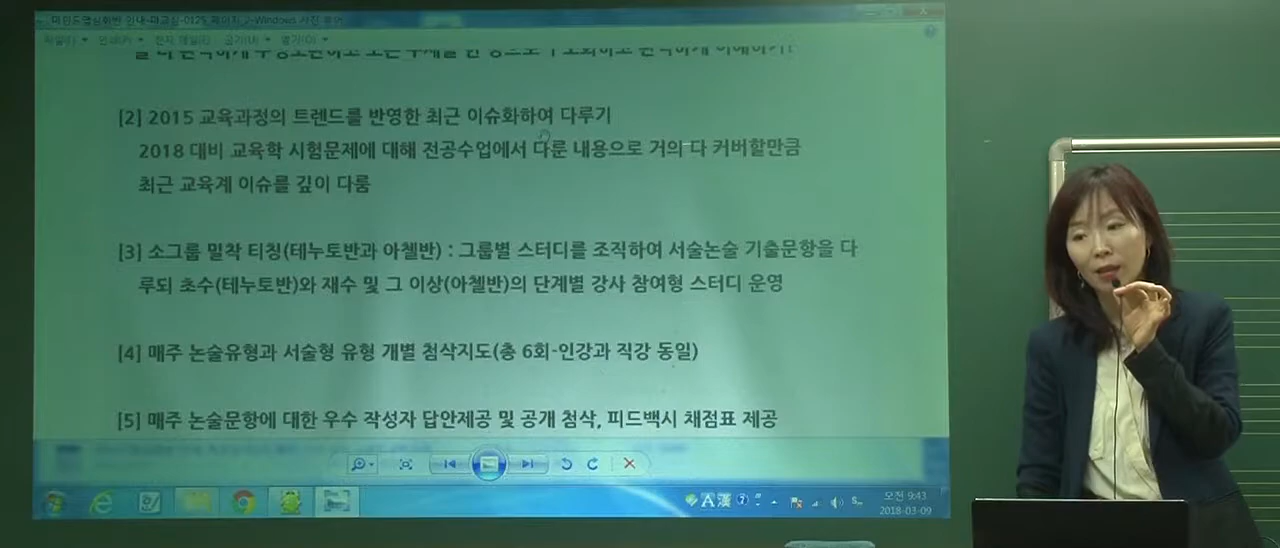 [2] 2015 교육과정의 트렌드를 반영한 최근 이슈화하여 다루기
2018 대비 교육학 시험문제에 대해 전공수업에서 다룬 내용으로 거의 다 커버할만큼
최근 교육계 이슈를 깊이 다룸
[3] 소그룹 밀착 티칭(테누토반과 아첼반) : 그룹별 스터디를 조직하여 서술논술 기출문항을 다
루되 초수(테누토반)와 재수 및 그 이상(아첼반)의 단계별 강사 참여형 스터디 운영
[4] 매주 논술유형과 서술형 유형 개별 첨삭지도(총 6회-인강과 직강 동일)
[5] 매주 논술문항에 대한 우수 작성자 답안제공 및 공개 첨삭, 피드백시 채점표 제공
A 漢
오전 9:43
2018-03-09